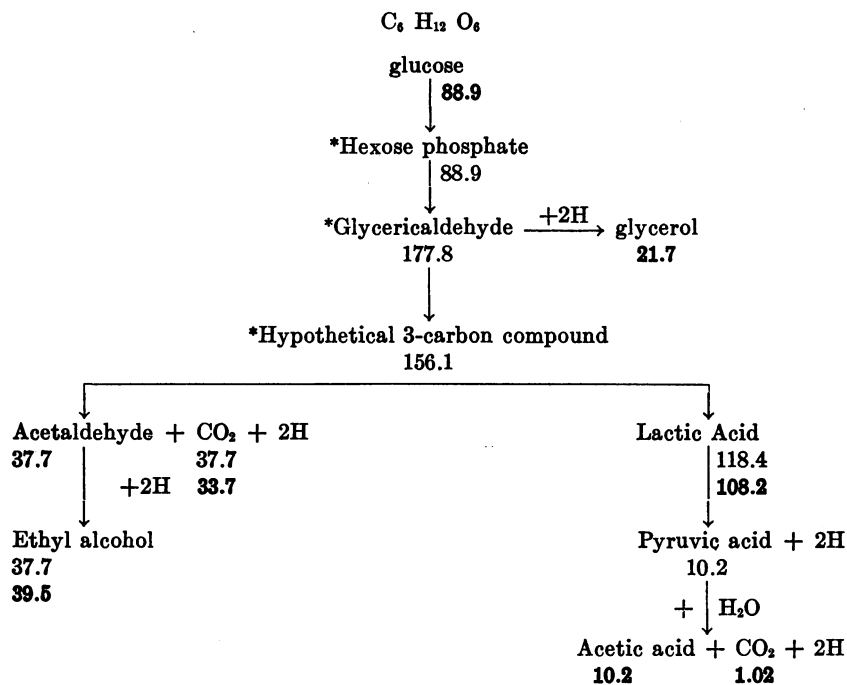 C₆ H₁₂ O₆
glucose
88.9
*Hexose phosphate
88.9
*Glycericaldehyde +2H glycerol
177.8 21.7
*Hypothetical 3-carbon compound
156.1
Acetaldehyde + CO₂ + 2H
37.7 37.7
+2H 33.7
Ethyl alcohol
37.7
39.5
Lactic Acid
118.4
108.2
Pyruvic acid + 2H
10.2
+ H₂O
Acetic acid + CO₂ + 2H
10.2 1.02